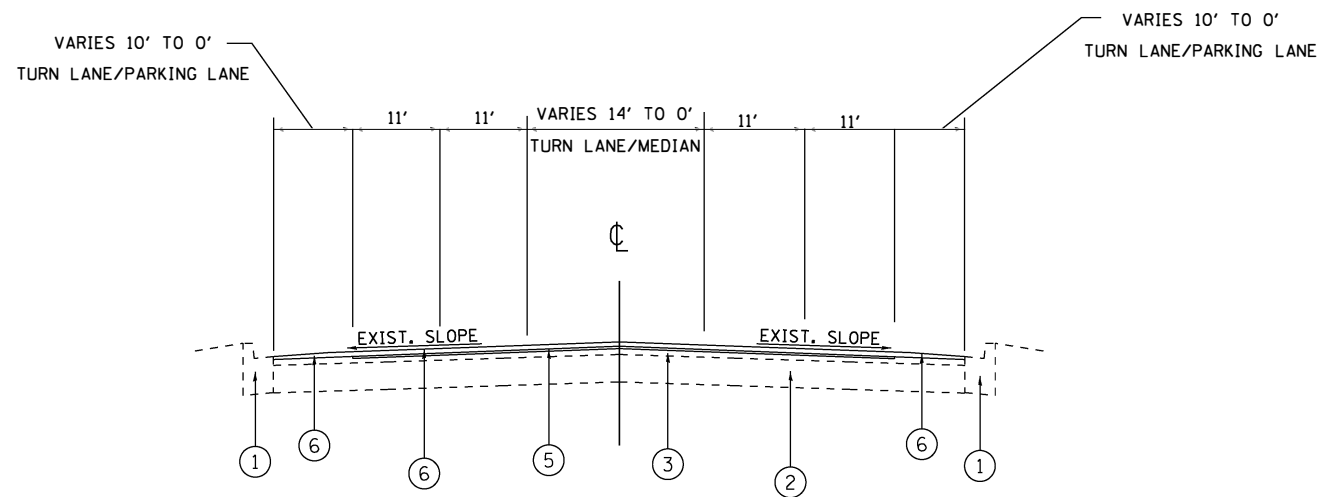 VARIES 10' TO 0'
TURN LANE/PARKING LANE
VARIES 10' TO 0'
TURN LANE/PARKING LANE
11'
11'
VARIES 14' TO 0'
TURN LANE/MEDIAN
11'
11'
℄
EXIST. SLOPE
EXIST. SLOPE
1
6
6
5
3
2
6
1